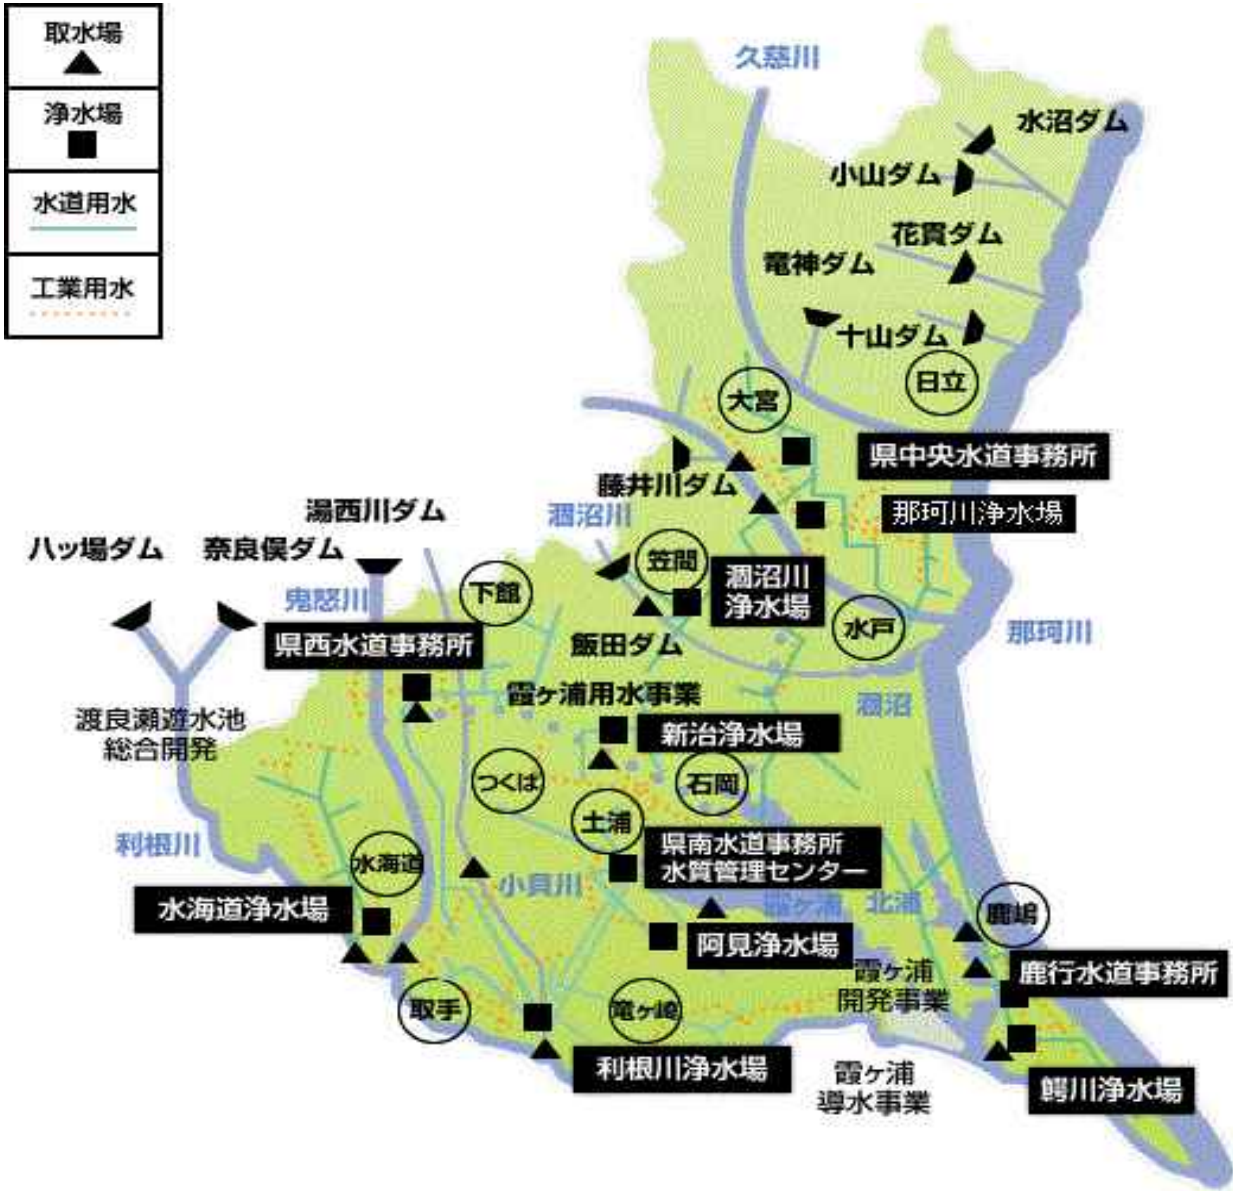 取水場
浄水場
水道用水
工業用水
久慈川
水沼ダム
小山ダム
花貫ダム
竜神ダム
十山ダム
日立
大宮
県中央水道事務所
藤井川ダム
那珂川浄水場
湯西川ダム
涸沼川
八ッ場ダム
奈良俣ダム
笠間
涸沼川
浄水場
鬼怒川
下館
水戸
那珂川
県西水道事務所
飯田ダム
霞ヶ浦用水事業
涸沼
渡良瀬遊水池
総合開発
新治浄水場
つくば
石岡
土浦
利根川
県南水道事務所
水質管理センター
水海道
小貝川
霞ヶ浦
北浦
水海道浄水場
鹿嶋
阿見浄水場
霞ヶ浦
開発事業
鹿行水道事務所
取手
竜ヶ崎
利根川浄水場
霞ヶ浦
導水事業
鰐川浄水場